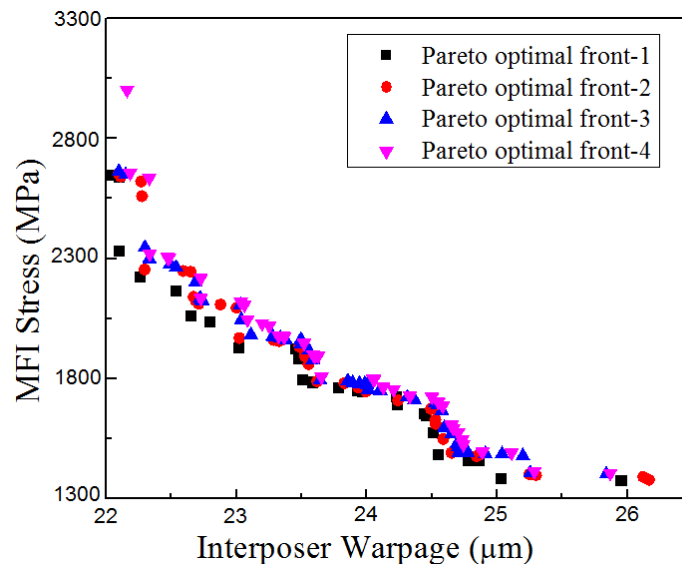 3300
2800
2300
1800
1300
MFI Stress (MPa)
Pareto optimal front-1
Pareto optimal front-2
Pareto optimal front-3
Pareto optimal front-4
22 23 24 25 26
Interposer Warpage (μm)